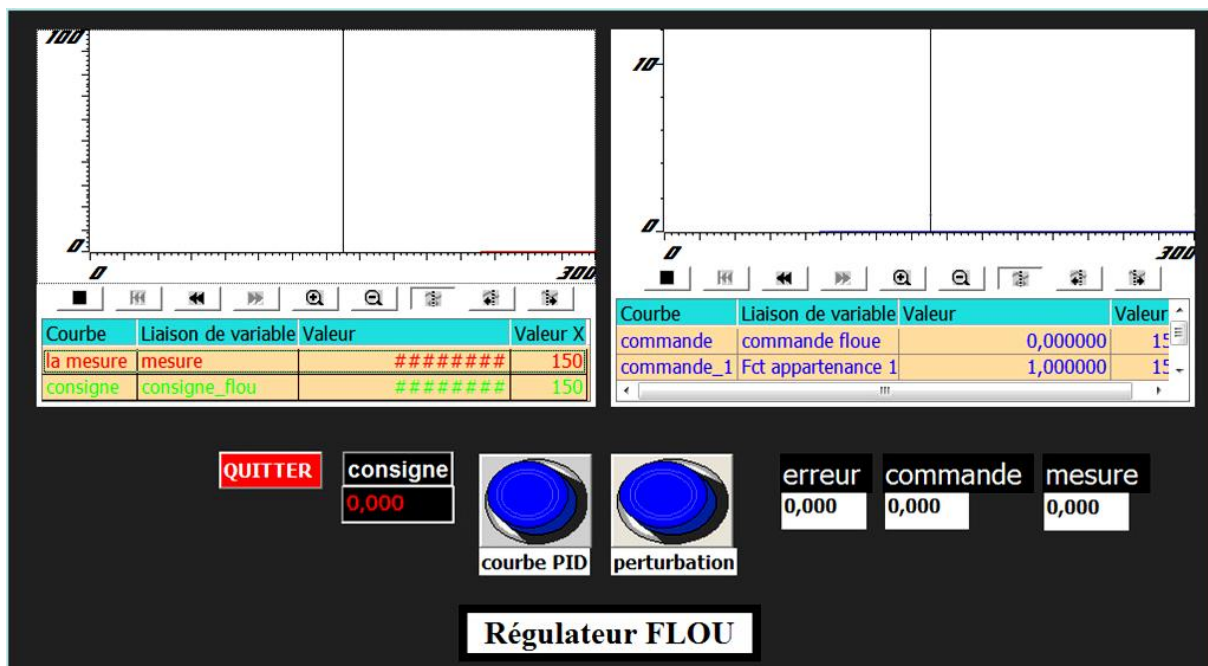 100
0
0
300
Courbe Liaison de variable Valeur Valeur X
la mesure mesure ######## 150
consigne consigne_flou ######## 150
10
0
0
300
Courbe Liaison de variable Valeur Valeur
commande commande floue 0,000000 15
commande_1 Fct appartenance 1 1,000000 15
QUITTER
consigne
0,000
courbe PID
perturbation
erreur commande mesure
0,000 0,000 0,000
Régulateur FLOU